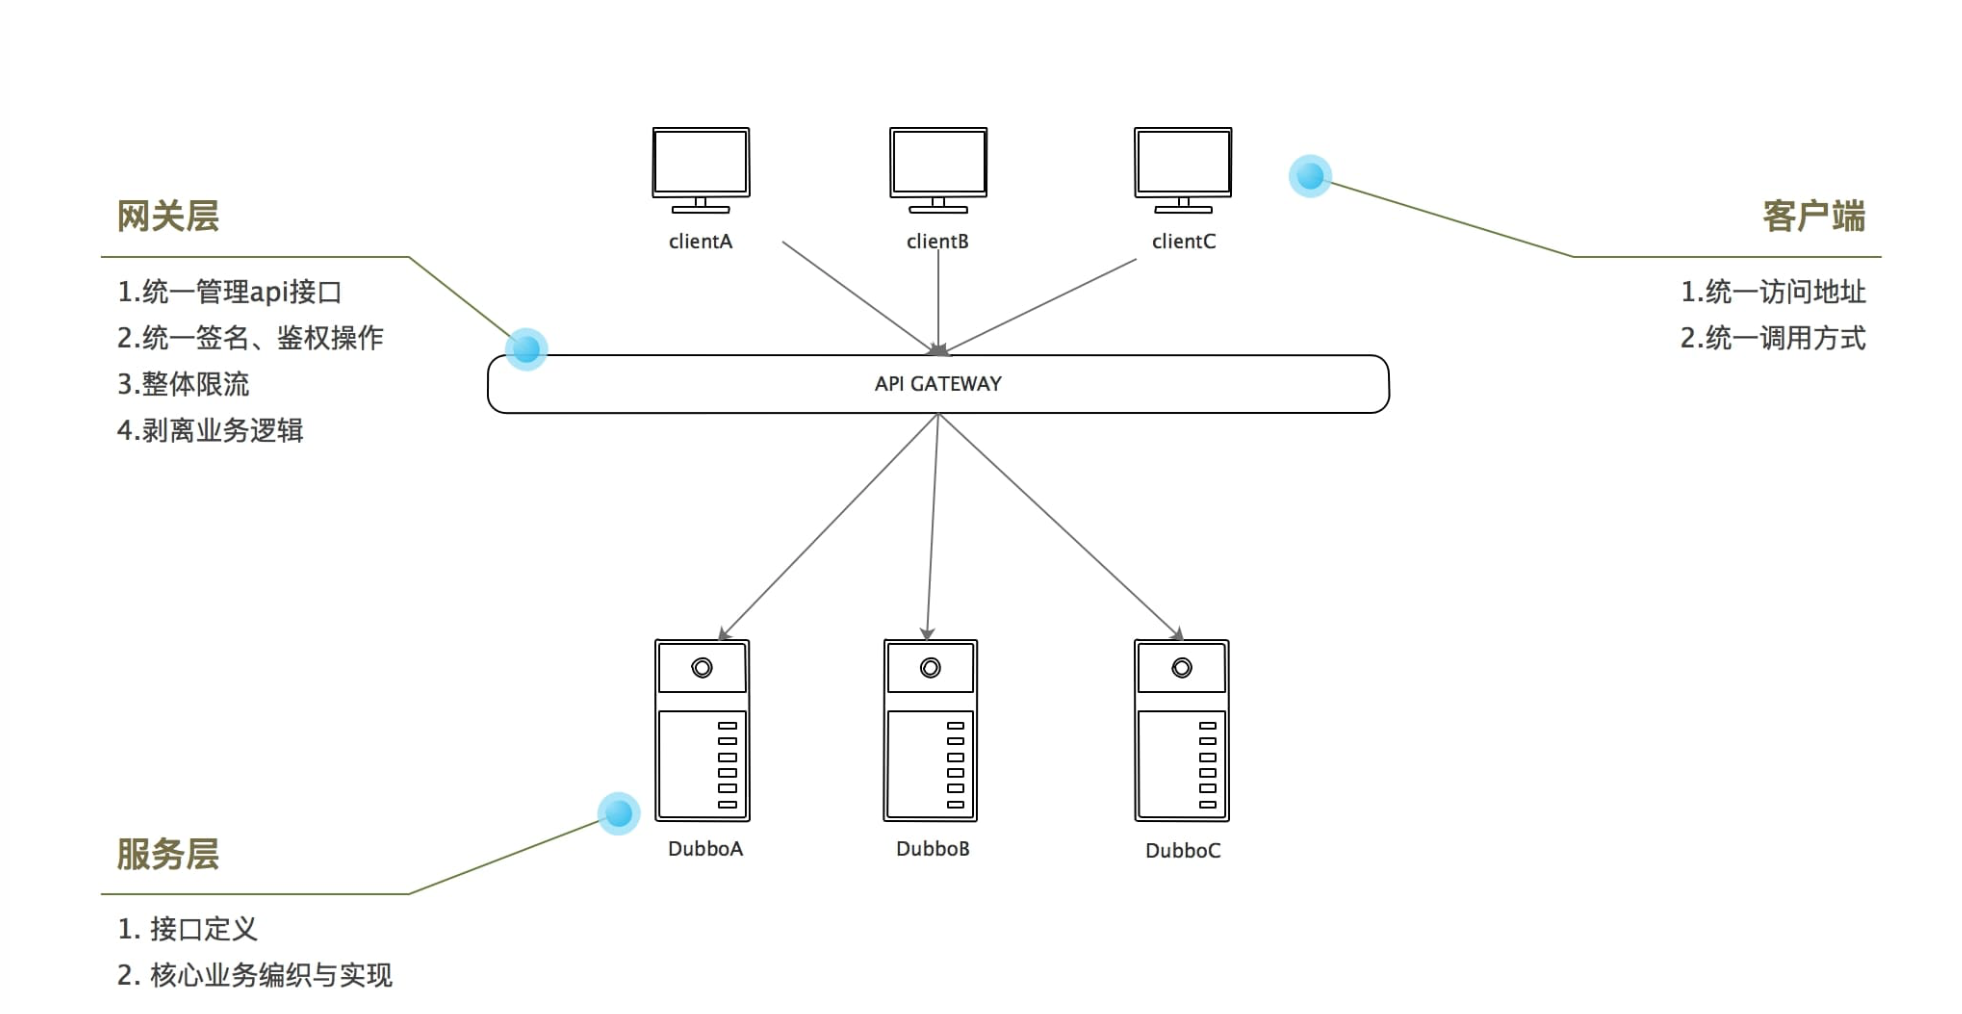 clientA
clientB
clientC
网关层
1.统一管理api接口
2.统一签名、鉴权操作
3.整体限流
4.剥离业务逻辑
客户端
1.统一访问地址
2.统一调用方式
API GATEWAY
DubboA
DubboB
DubboC
服务层
1. 接口定义
2. 核心业务编织与实现